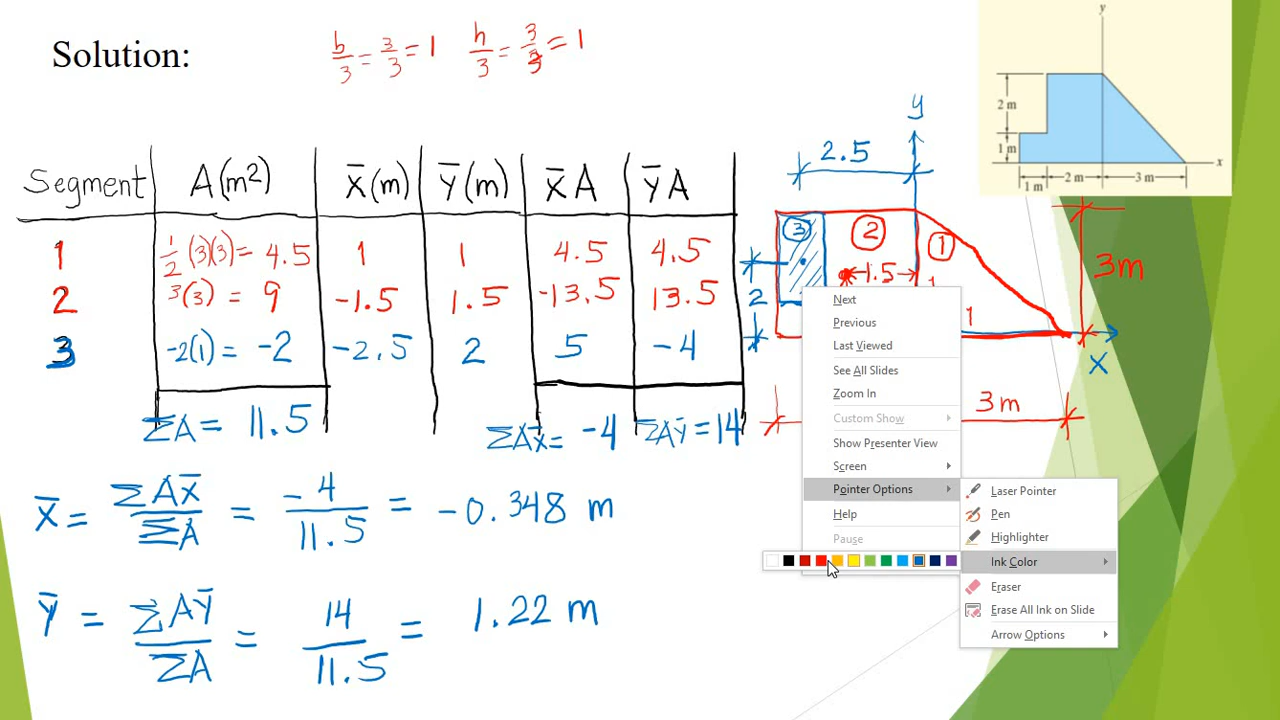 Solution:
b/3 = 3/3 = 1 h/3 = 3/3 = 1
y
2 m
1 m
x
2 m 3 m
1 m
Segment A(m²) x̄(m) ȳ(m) x̄A ȳA
1 ½(3)(3) = 4.5 1 1 4.5 4.5
2 3(3) = 9 -1.5 1.5 -13.5 13.5
3 -2(1) = -2 -2.5 2 5 -4
ΣA = 11.5 ΣAx̄ = -4 ΣAȳ = 14
x̄ = ΣAx̄/ΣA = -4/11.5 = -0.348 m
ȳ = ΣAȳ/ΣA = 14/11.5 = 1.22 m
y
2.5
3 2 1
1.5
3m
2
1
1
x
3m
Next
Previous
Last Viewed
See All Slides
Zoom In
Custom Show
Show Presenter View
Screen
Pointer Options
Help
Pause
Laser Pointer
Pen
Highlighter
Ink Color
Eraser
Erase All Ink on Slide
Arrow Options